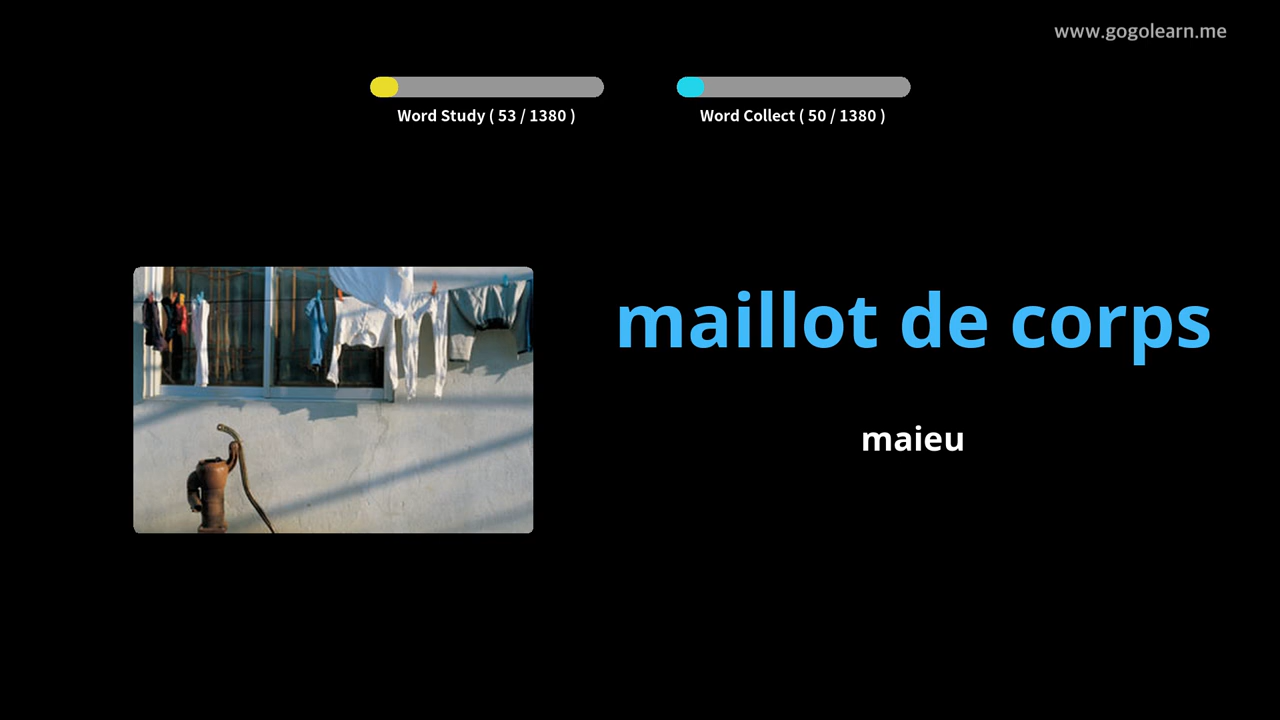 www.gogolearn.me
Word Study ( 53 / 1380 )
Word Collect ( 50 / 1380 )
maillot de corps
maieu